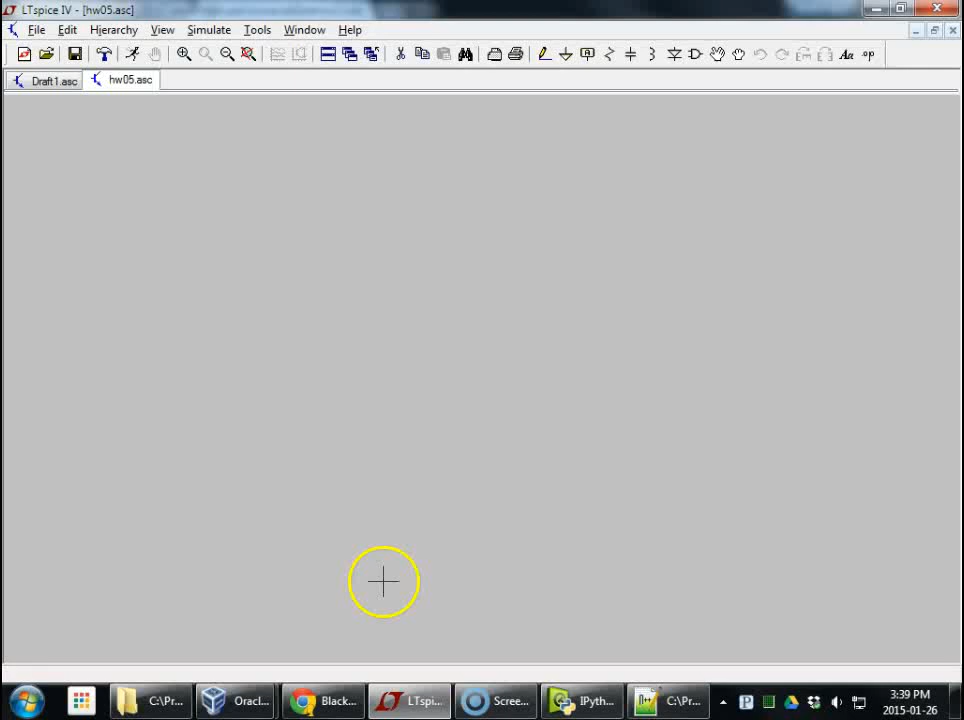 LTspice IV - [hw05.asc]
File Edit Hierarchy View Simulate Tools Window Help
Aa .op
Draft1.asc hw05.asc
C:\Pr... Oracl... Black... LTspi... Scree... IPyth... C:\Pr... P 3:39 PM
2015-01-26